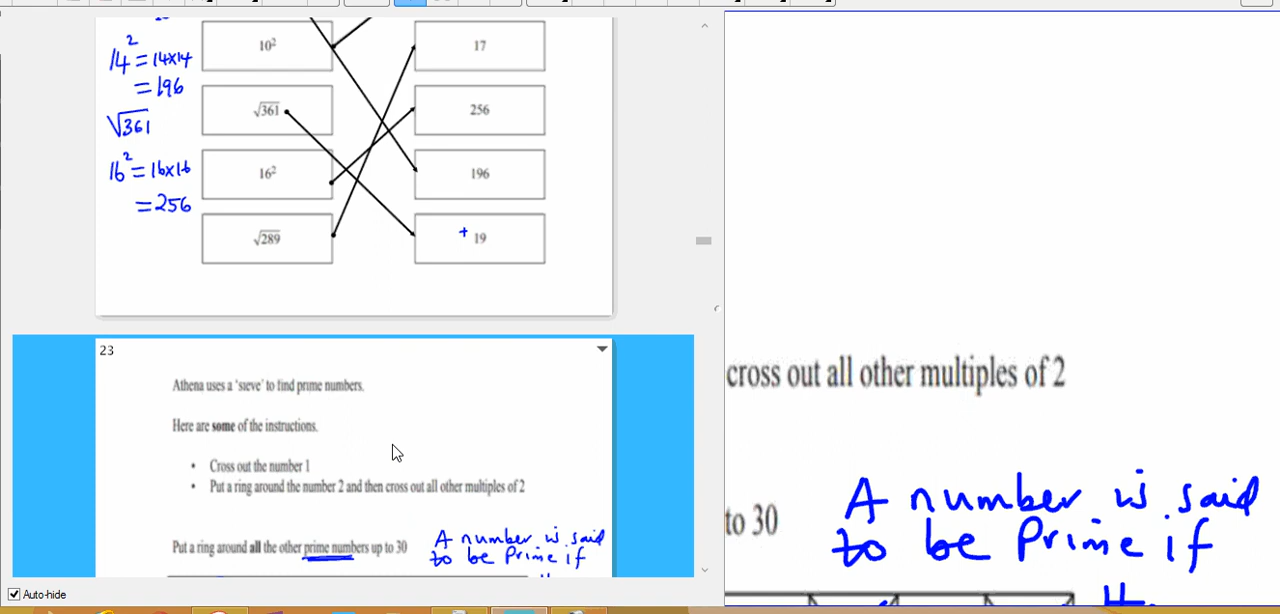 10²
17
14² = 14x14
= 196
√361
256
√361
16² = 16x16
16²
196
= 256
√289
+ 19
23
Athena uses a 'sieve' to find prime numbers.
Here are some of the instructions.
• Cross out the number 1
• Put a ring around the number 2 and then cross out all other multiples of 2
Put a ring around all the other prime numbers up to 30
A number is said
to be Prime if
cross out all other multiples of 2
to 30
A number is said
to be Prime if
Auto-hide